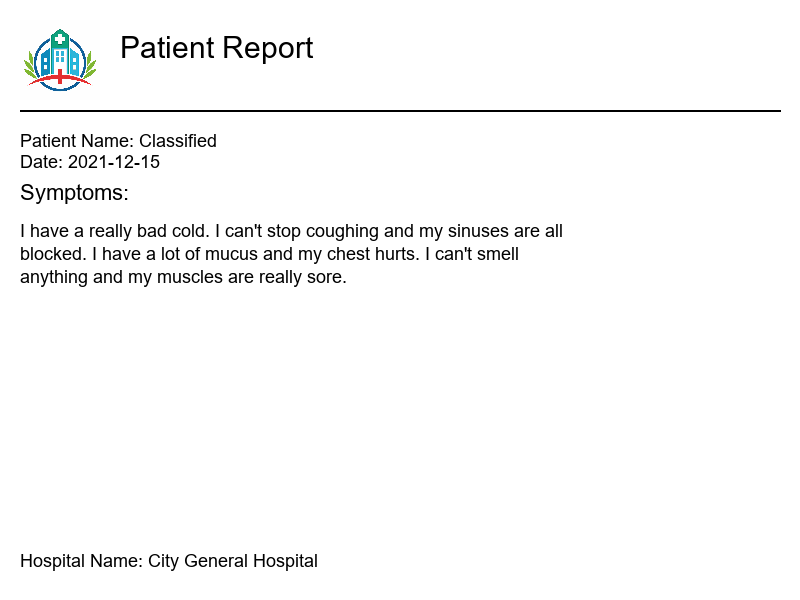 Patient Report
Patient Name: Classified
Date: 2021-12-15
Symptoms:
I have a really bad cold. I can't stop coughing and my sinuses are all
blocked. I have a lot of mucus and my chest hurts. I can't smell
anything and my muscles are really sore.
Hospital Name: City General Hospital